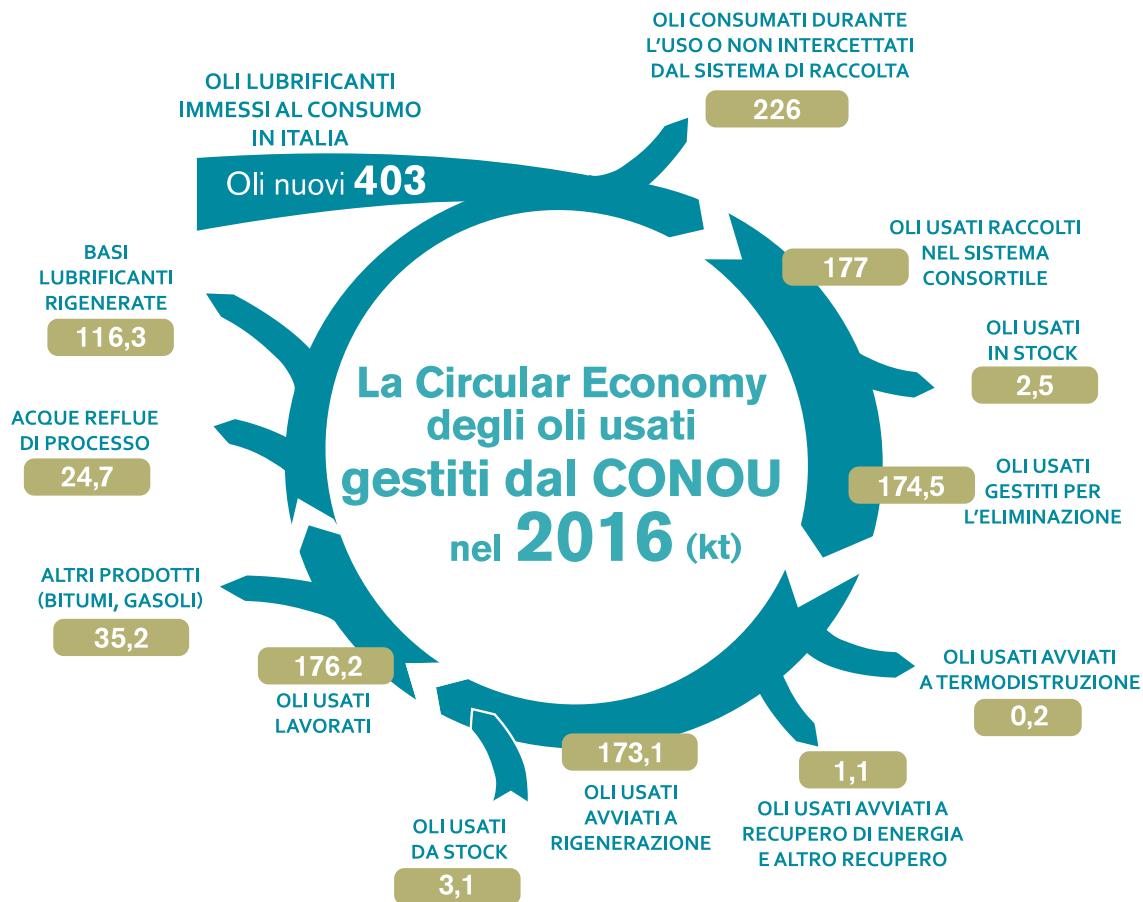 OLI LUBRIFICANTI
IMMESSI AL CONSUMO
IN ITALIA
Oli nuovi 403
OLI CONSUMATI DURANTE
L'USO O NON INTERCETTATI
DAL SISTEMA DI RACCOLTA
226
OLI USATI RACCOLTI
NEL SISTEMA
CONSORTILE
177
OLI USATI
IN STOCK
2,5
174,5
OLI USATI
GESTITI PER
L'ELIMINAZIONE
OLI USATI AVVIATI
A TERMODISTRUZIONE
0,2
1,1
OLI USATI AVVIATI A
RECUPERO DI ENERGIA
E ALTRO RECUPERO
173,1
OLI USATI
AVVIATI A
RIGENERAZIONE
OLI USATI
DA STOCK
3,1
176,2
OLI USATI
LAVORATI
ALTRI PRODOTTI
(BITUMI, GASOLI)
35,2
ACQUE REFLUE
DI PROCESSO
24,7
BASI
LUBRIFICANTI
RIGENERATE
116,3
La Circular Economy
degli oli usati
gestiti dal CONOU
nel 2016 (kt)